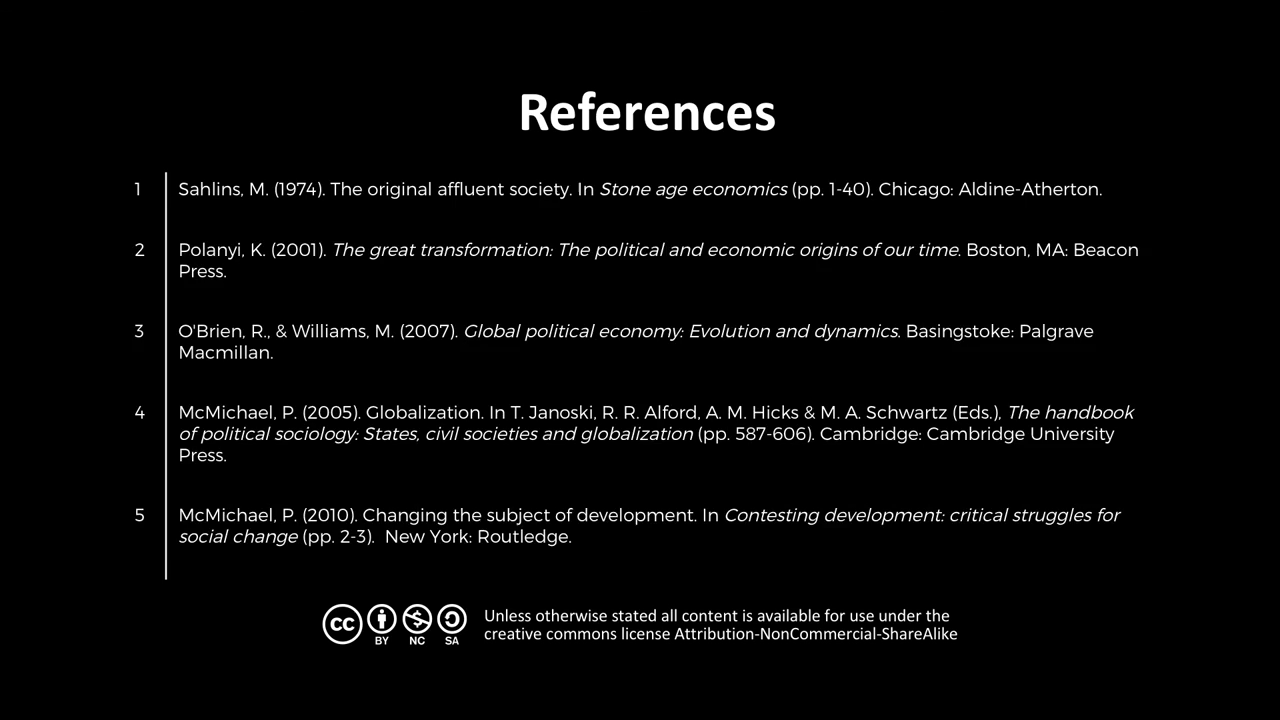 References
1 Sahlins, M. (1974). The original affluent society. In Stone age economics (pp. 1-40). Chicago: Aldine-Atherton.
2 Polanyi, K. (2001). The great transformation: The political and economic origins of our time. Boston, MA: Beacon
Press.
3 O'Brien, R., & Williams, M. (2007). Global political economy: Evolution and dynamics. Basingstoke: Palgrave
Macmillan.
4 McMichael, P. (2005). Globalization. In T. Janoski, R. R. Alford, A. M. Hicks & M. A. Schwartz (Eds.), The handbook
of political sociology: States, civil societies and globalization (pp. 587-606). Cambridge: Cambridge University
Press.
5 McMichael, P. (2010). Changing the subject of development. In Contesting development: critical struggles for
social change (pp. 2-3).  New York: Routledge.
cc BY NC SA
Unless otherwise stated all content is available for use under the
creative commons license Attribution-NonCommercial-ShareAlike